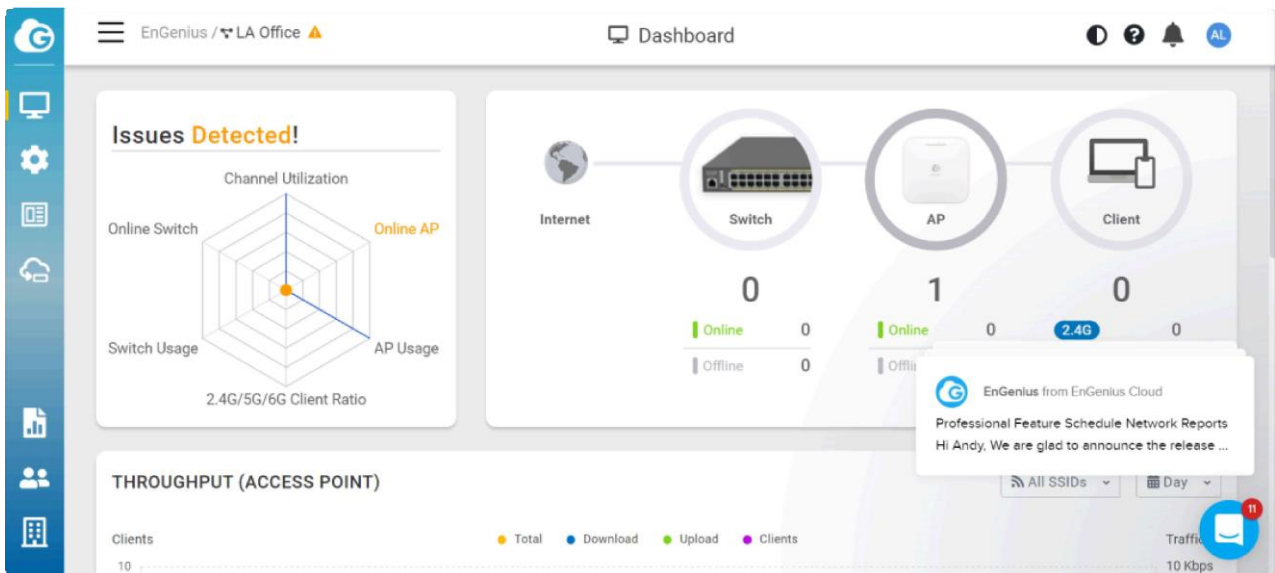 EnGenius / LA Office
Dashboard
AL
Issues Detected!
Channel Utilization
Online Switch
Online AP
Switch Usage
AP Usage
2.4G/5G/6G Client Ratio
Internet
Switch
AP
Client
0
1
0
Online 0
Online 0
2.4G 0
Offline 0
EnGenius from EnGenius Cloud
Professional Feature Schedule Network Reports
Hi Andy, We are glad to announce the release ...
THROUGHPUT (ACCESS POINT)
All SSIDs
Day
11
Clients
Total
Download
Upload
Clients
10
10 Kbps